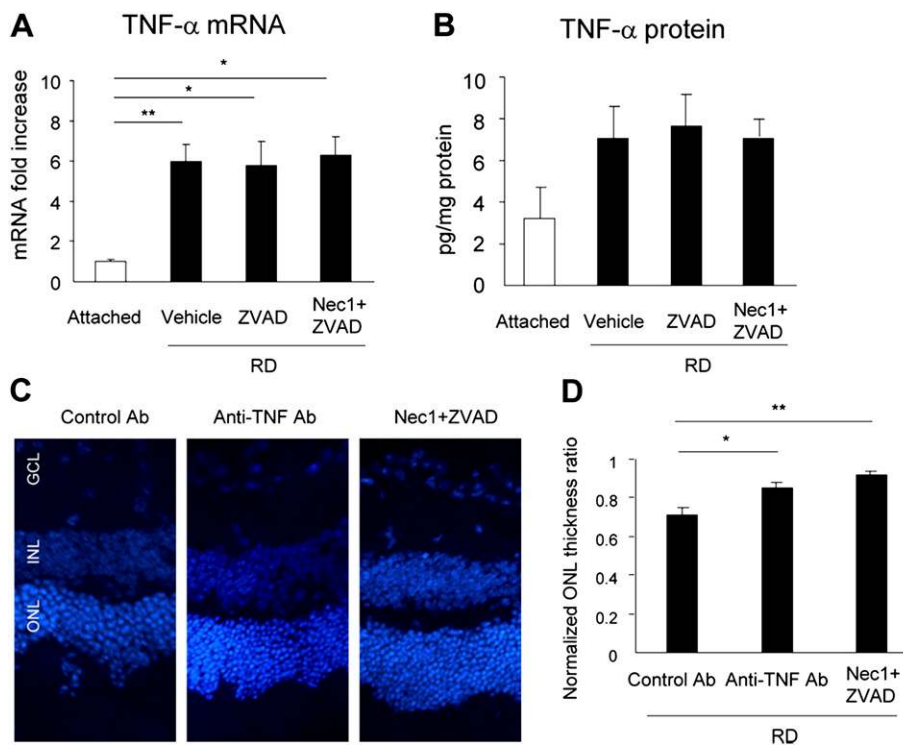 A
TNF-α mRNA
mRNA fold increase
10
8
6
4
2
0
*
*
**
Attached
Vehicle
ZVAD
Nec1+
ZVAD
RD
B
TNF-α protein
pg/mg protein
10
8
6
4
2
0
Attached
Vehicle
ZVAD
Nec1+
ZVAD
RD
C
Control Ab
Anti-TNF Ab
Nec1+ZVAD
GCL
INL
ONL
D
Normalized ONL thickness ratio
1
0.8
0.6
0.4
0.2
0
**
*
Control Ab
Anti-TNF Ab
Nec1+
ZVAD
RD